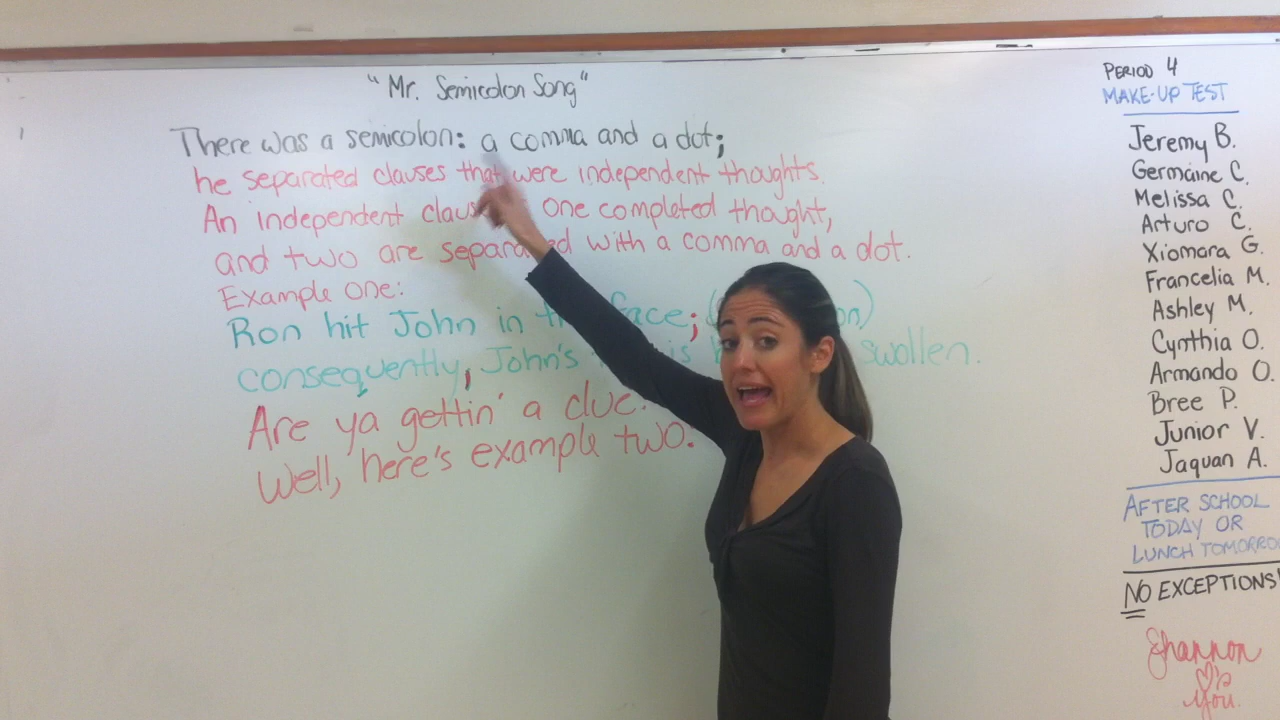 "Mr. Semicolon Song"
There was a semicolon: a comma and a dot;
he separated clauses that were independent thoughts.
An independent clause one completed thought,
and two are separated with a comma and a dot.
Example one:
Ron hit John in the face;
consequently, John's is swollen.
Are ya gettin' a clue.
Well, here's example two:
PERIOD 4
MAKE-UP TEST
Jeremy B.
Germaine C.
Melissa C.
Arturo C.
Xiomara G.
Francelia M.
Ashley M.
Cynthia O.
Armando O.
Bree P.
Junior V.
Jaquan A.
AFTER SCHOOL
TODAY OR
LUNCH TOMORRO
NO EXCEPTIONS!
Shannon
♡'s
You.